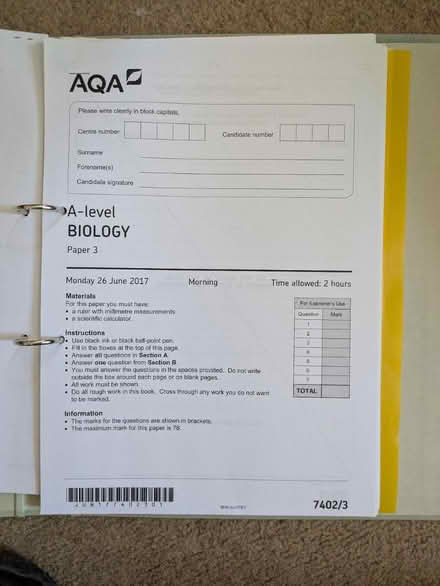 AQA
Please write clearly in block capitals.
Centre number Candidate number
Surname
Forename(s)
Candidate signature
A-level
BIOLOGY
Paper 3
Monday 26 June 2017 Morning Time allowed: 2 hours
Materials
For this paper you must have:
• a ruler with millimetre measurements
• a scientific calculator.
Instructions
• Use black ink or black ball-point pen.
• Fill in the boxes at the top of this page.
• Answer all questions in Section A.
• Answer one question from Section B.
• You must answer the questions in the spaces provided. Do not write
outside the box around each page or on blank pages.
• All work must be shown.
• Do all rough work in this book. Cross through any work you do not want
to be marked.
Information
• The marks for the questions are shown in brackets.
• The maximum mark for this paper is 78.
For Examiner's Use
Question Mark
1
2
3
4
5
6
7
TOTAL
JUN177402301
7402/3